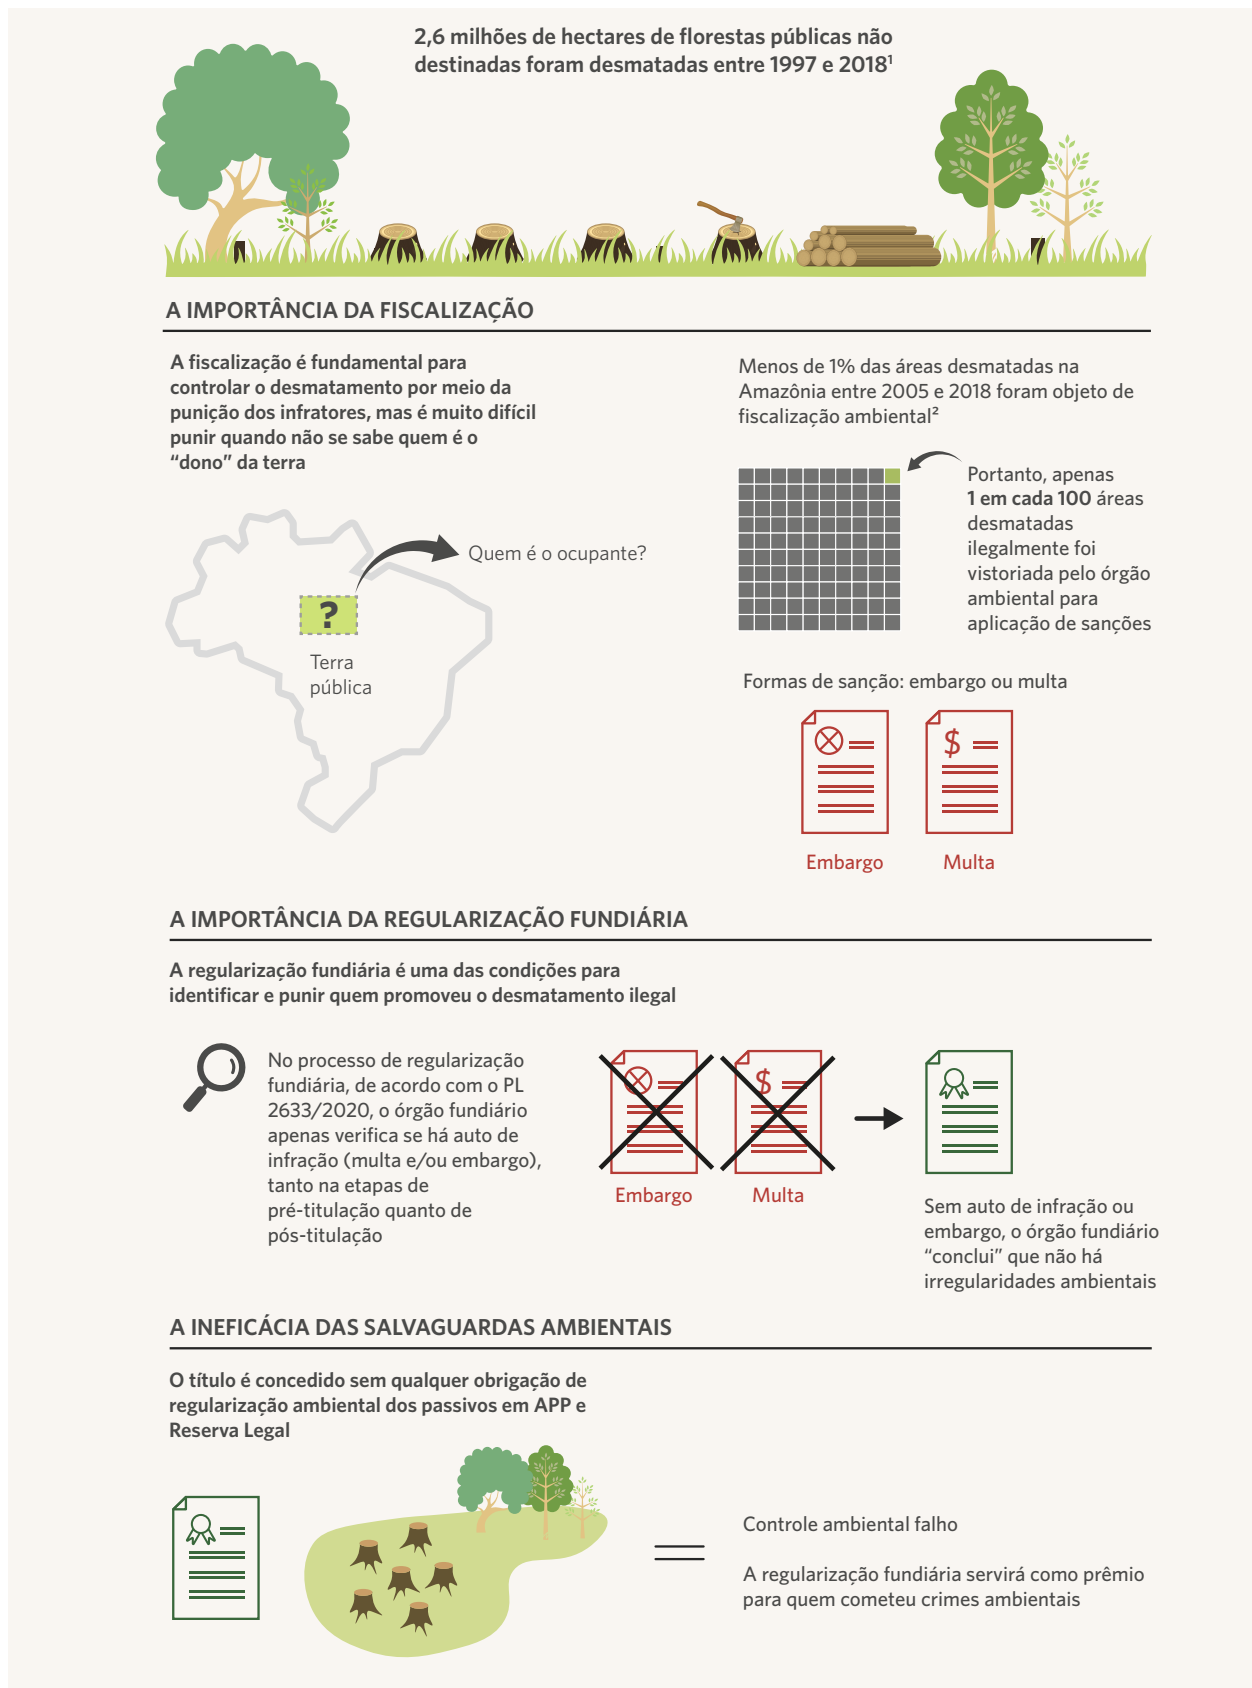 2,6 milhões de hectares de florestas públicas não
destinadas foram desmatadas entre 1997 e 2018¹
A IMPORTÂNCIA DA FISCALIZAÇÃO
A fiscalização é fundamental para
controlar o desmatamento por meio da
punição dos infratores, mas é muito difícil
punir quando não se sabe quem é o
“dono” da terra
Quem é o ocupante?
?
Terra
pública
Menos de 1% das áreas desmatadas na
Amazônia entre 2005 e 2018 foram objeto de
fiscalização ambiental²
Portanto, apenas
1 em cada 100 áreas
desmatadas
ilegalmente foi
vistoriada pelo órgão
ambiental para
aplicação de sanções
Formas de sanção: embargo ou multa
$
Embargo
Multa
A IMPORTÂNCIA DA REGULARIZAÇÃO FUNDIÁRIA
A regularização fundiária é uma das condições para
identificar e punir quem promoveu o desmatamento ilegal
No processo de regularização
fundiária, de acordo com o PL
2633/2020, o órgão fundiário
apenas verifica se há auto de
infração (multa e/ou embargo),
tanto na etapas de
pré-titulação quanto de
pós-titulação
$
Embargo
Multa
Sem auto de infração ou
embargo, o órgão fundiário
“conclui” que não há
irregularidades ambientais
A INEFICÁCIA DAS SALVAGUARDAS AMBIENTAIS
O título é concedido sem qualquer obrigação de
regularização ambiental dos passivos em APP e
Reserva Legal
Controle ambiental falho
A regularização fundiária servirá como prêmio
para quem cometeu crimes ambientais